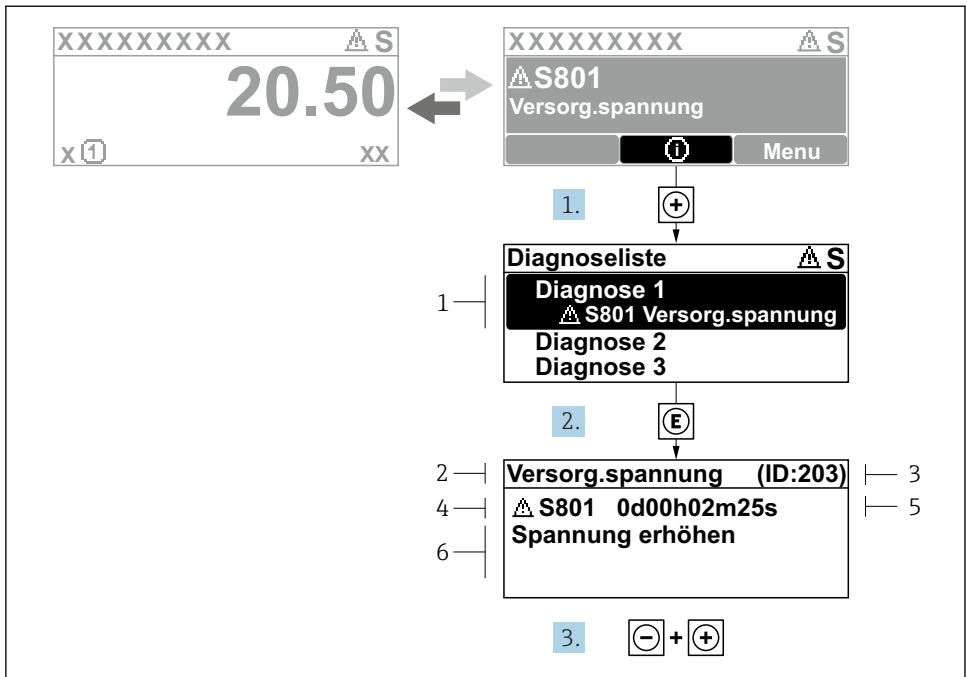 XXXXXXXXX ⚠ S
20.50
x ① xx
XXXXXXXXX ⚠ S
⚠ S801
Versorg.spannung
ⓘ Menu
1. +
Diagnoseliste ⚠ S
1
Diagnose 1
⚠ S801 Versorg.spannung
Diagnose 2
Diagnose 3
2. E
2 Versorg.spannung (ID:203) 3
4 ⚠ S801 0d00h02m25s 5
6 Spannung erhöhen
3. - + +